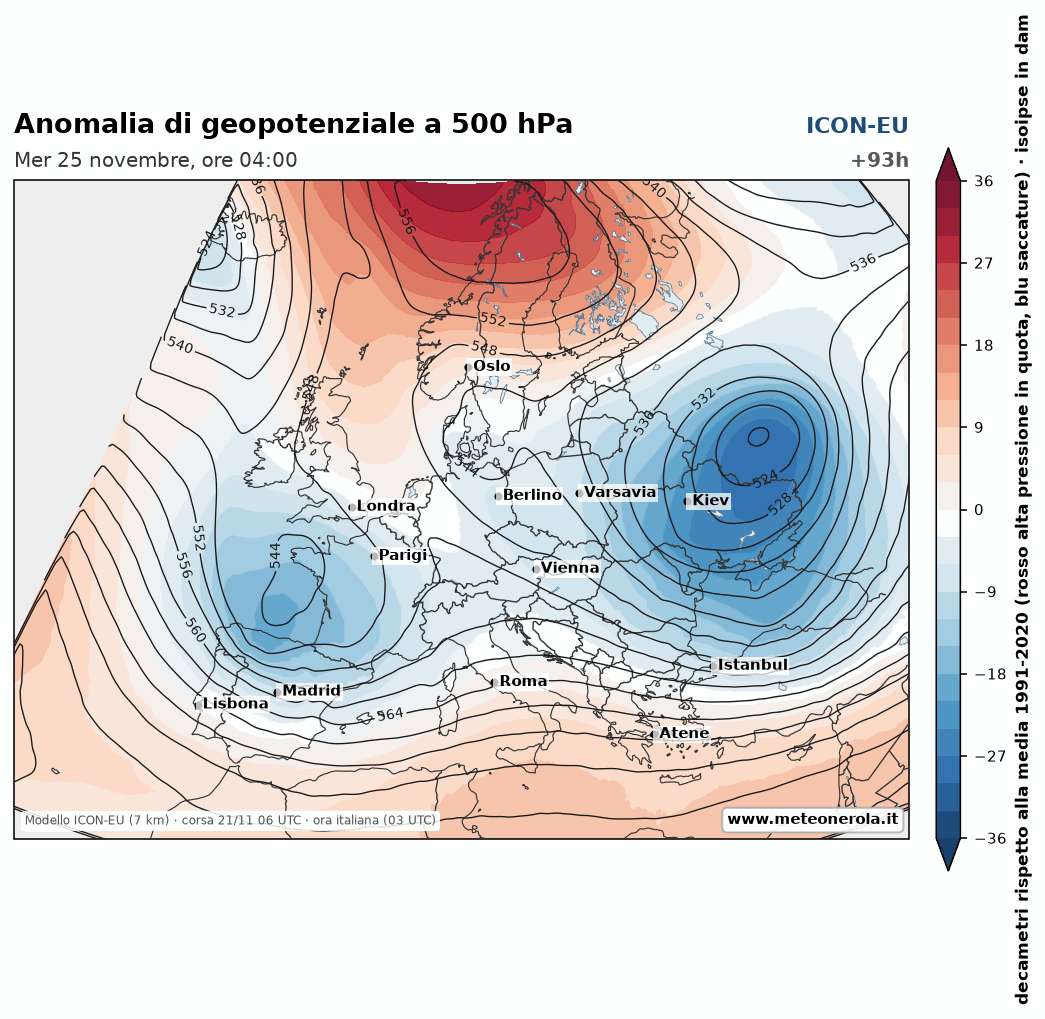 Anomalia di geopotenziale a 500 hPa
ICON-EU
Mer 25 novembre, ore 04:00
+93h
536
540
556
528
524
532
536
540
552
548
Oslo
532
536
544
Berlino
Varsavia
524
528
Kiev
Londra
552
544
556
Parigi
Vienna
560
Istanbul
Roma
Madrid
Lisbona
564
Atene
Modello ICON-EU (7 km) · corsa 21/11 06 UTC · ora italiana (03 UTC)
www.meteonerola.it
36
27
18
9
0
−9
−18
−27
−36
decametri rispetto alla media 1991-2020 (rosso alta pressione in quota, blu saccature) · isoipse in dam